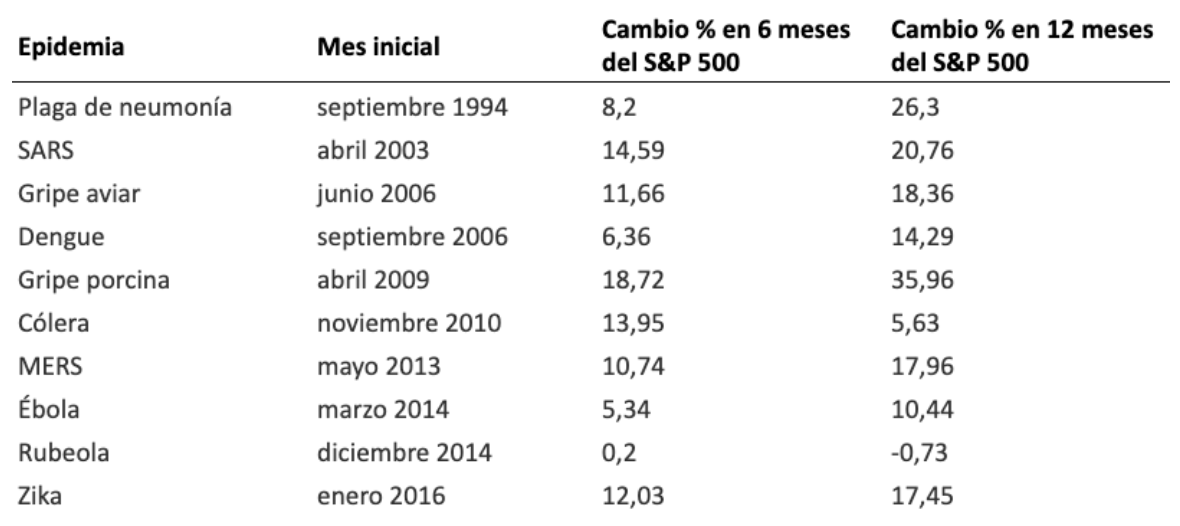 Epidemia Mes inicial Cambio % en 6 meses del S&P 500 Cambio % en 12 meses del S&P 500
Plaga de neumonía septiembre 1994 8,2 26,3
SARS abril 2003 14,59 20,76
Gripe aviar junio 2006 11,66 18,36
Dengue septiembre 2006 6,36 14,29
Gripe porcina abril 2009 18,72 35,96
Cólera noviembre 2010 13,95 5,63
MERS mayo 2013 10,74 17,96
Ébola marzo 2014 5,34 10,44
Rubeola diciembre 2014 0,2 -0,73
Zika enero 2016 12,03 17,45